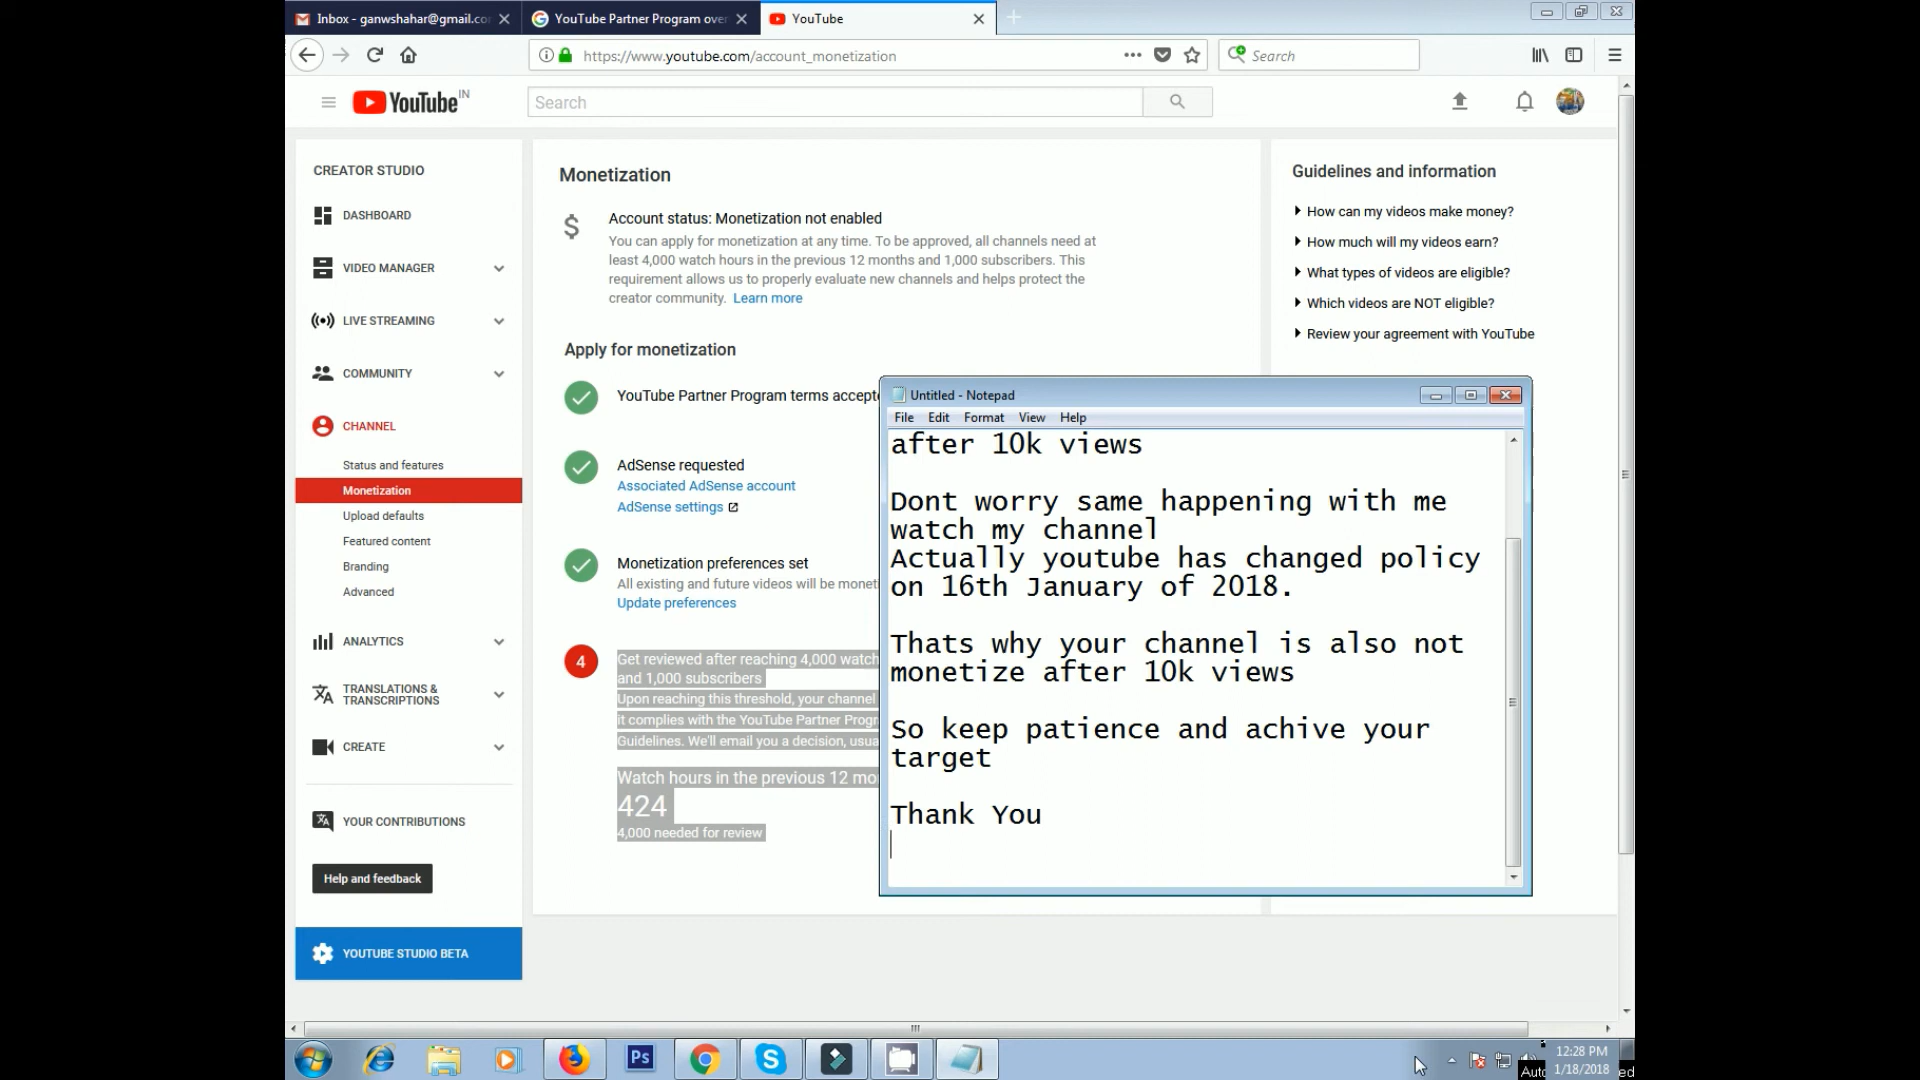 Inbox - ganwshahar@gmail.co
YouTube Partner Program over
YouTube
https://www.youtube.com/account_monetization
Search
YouTube IN
Search
CREATOR STUDIO
DASHBOARD
VIDEO MANAGER
LIVE STREAMING
COMMUNITY
CHANNEL
Status and features
Monetization
Upload defaults
Featured content
Branding
Advanced
ANALYTICS
TRANSLATIONS &
TRANSCRIPTIONS
CREATE
YOUR CONTRIBUTIONS
Help and feedback
YOUTUBE STUDIO BETA
Monetization
$
Account status: Monetization not enabled
You can apply for monetization at any time. To be approved, all channels need at
least 4,000 watch hours in the previous 12 months and 1,000 subscribers. This
requirement allows us to properly evaluate new channels and helps protect the
creator community. Learn more
Apply for monetization
YouTube Partner Program terms accepte
AdSense requested
Associated AdSense account
AdSense settings
Monetization preferences set
All existing and future videos will be moneti
Update preferences
4
Get reviewed after reaching 4,000 watch
and 1,000 subscribers
Upon reaching this threshold, your channel
it complies with the YouTube Partner Progr
Guidelines. We'll email you a decision, usua
Watch hours in the previous 12 mo
424
4,000 needed for review
Guidelines and information
How can my videos make money?
How much will my videos earn?
What types of videos are eligible?
Which videos are NOT eligible?
Review your agreement with YouTube
Untitled - Notepad
File Edit Format View Help
after 10k views
Dont worry same happening with me
watch my channel
Actually youtube has changed policy
on 16th January of 2018.
Thats why your channel is also not
monetize after 10k views
So keep patience and achive your
target
Thank You
Ps
12:28 PM
1/18/2018